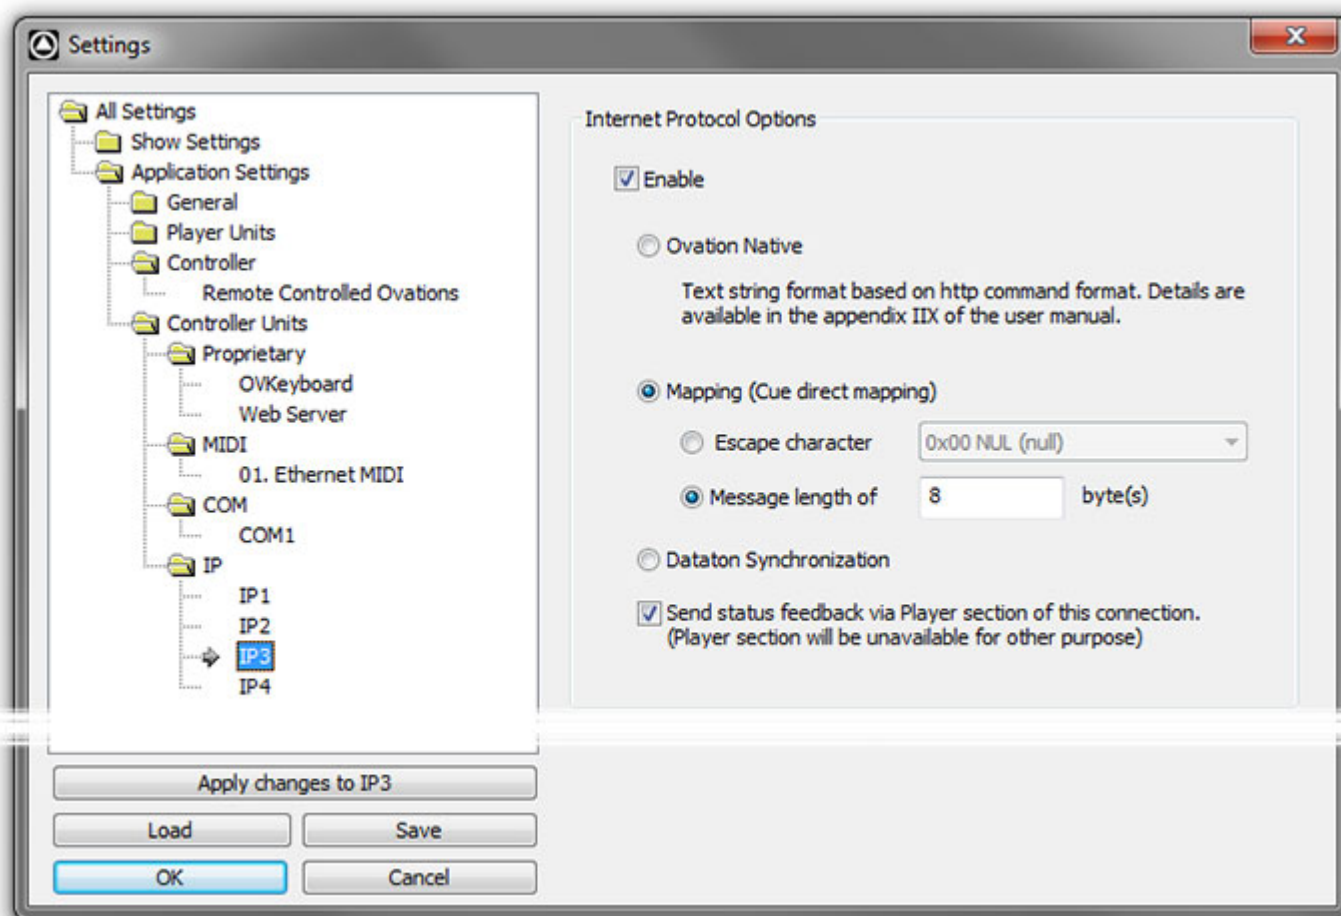 Settings
All Settings
Show Settings
Application Settings
General
Player Units
Controller
Remote Controlled Ovations
Controller Units
Proprietary
OVKeyboard
Web Server
MIDI
01. Ethernet MIDI
COM
COM1
IP
IP1
IP2
IP3
IP4
Apply changes to IP3
Load
Save
OK
Cancel
Internet Protocol Options
Enable
Ovation Native
Text string format based on http command format. Details are
available in the appendix IIX of the user manual.
Mapping (Cue direct mapping)
Escape character 0x00 NUL (null)
Message length of 8 byte(s)
Dataton Synchronization
Send status feedback via Player section of this connection.
(Player section will be unavailable for other purpose)